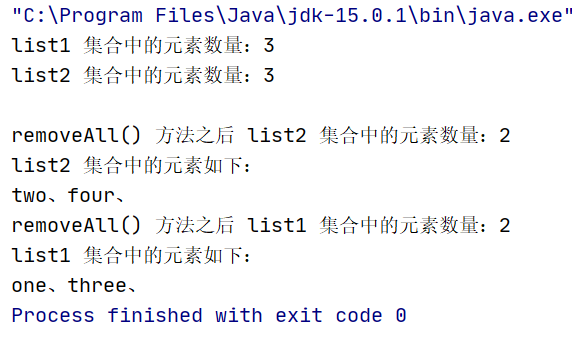 "C:\Program Files\Java\jdk-15.0.1\bin\java.exe"
list1 集合中的元素数量：3
list2 集合中的元素数量：3
removeAll() 方法之后 list2 集合中的元素数量：2
list2 集合中的元素如下：
two、four、
removeAll() 方法之后 list1 集合中的元素数量：2
list1 集合中的元素如下：
one、three、
Process finished with exit code 0